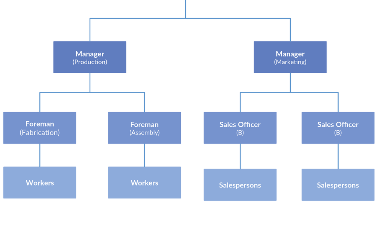 Manager
(Production)
Manager
(Marketing)
Foreman
(Fabrication)
Foreman
(Assembly)
Sales Officer
(B)
Sales Officer
(B)
Workers
Workers
Salespersons
Salespersons